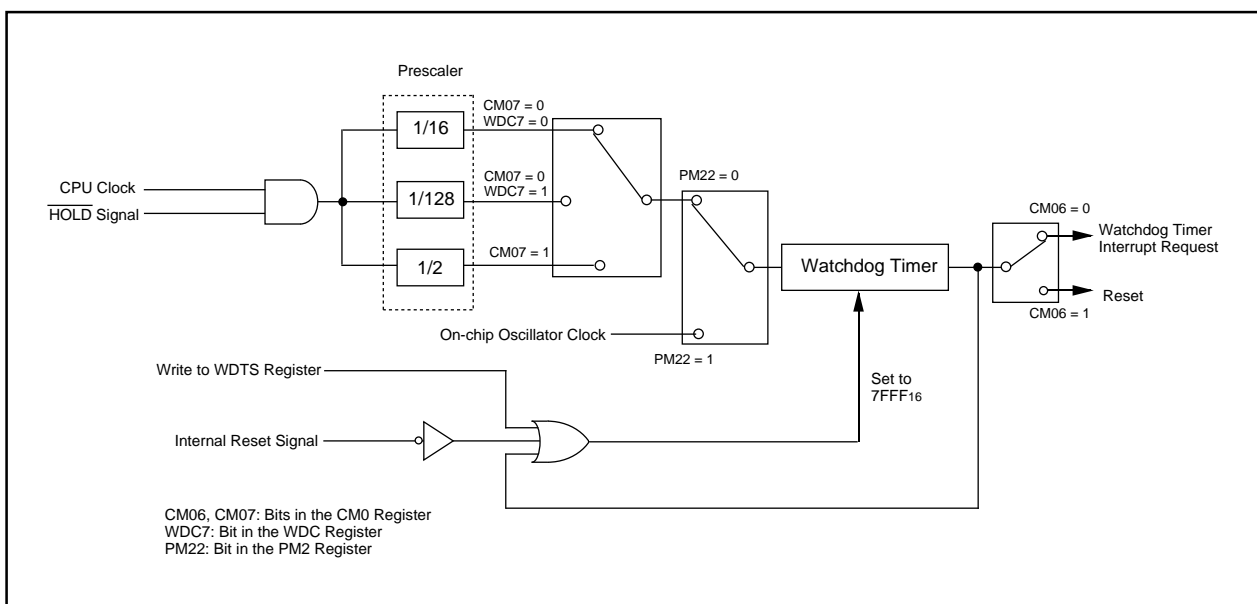 Prescaler
CM07 = 0
WDC7 = 0
1/16
CM07 = 0
WDC7 = 1
1/128
CM07 = 1
1/2
CPU Clock
HOLD Signal
PM22 = 0
On-chip Oscillator Clock
PM22 = 1
Watchdog Timer
CM06 = 0
Watchdog Timer
Interrupt Request
Reset
CM06 = 1
Write to WDTS Register
Set to
7FFF16
Internal Reset Signal
CM06, CM07: Bits in the CM0 Register
WDC7: Bit in the WDC Register
PM22: Bit in the PM2 Register